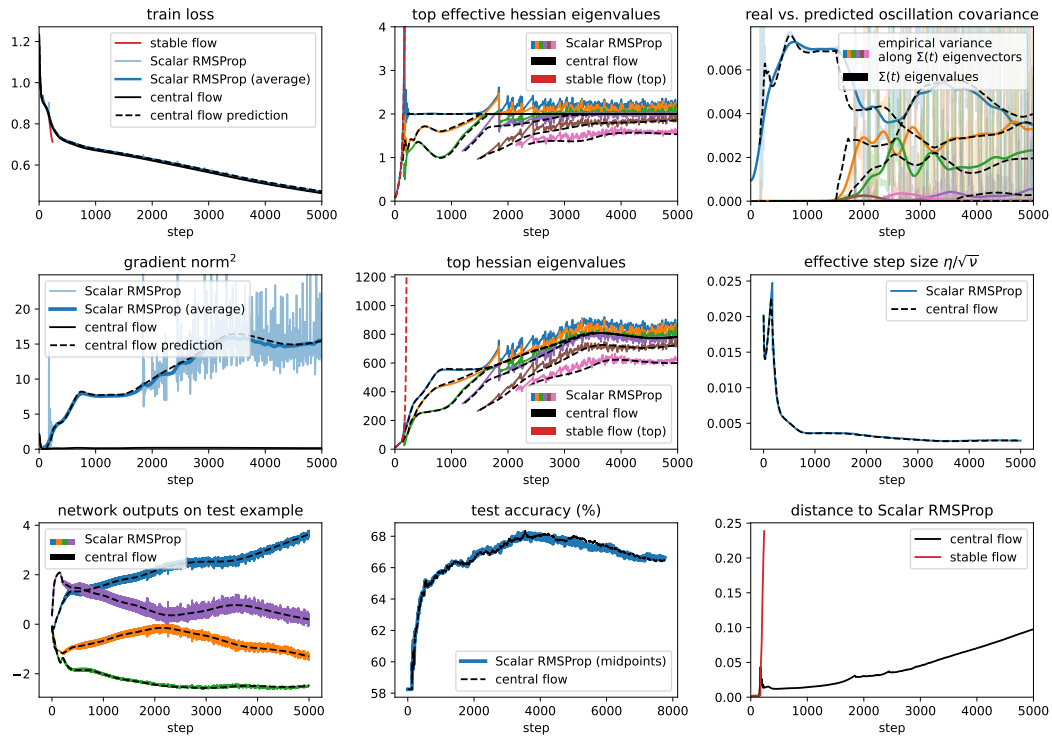 train loss
1.2
1.0
0.8
0.6
0
1000
2000
3000
4000
5000
step
stable flow
Scalar RMSProp
Scalar RMSProp (average)
central flow
central flow prediction
top effective hessian eigenvalues
4
3
2
1
0
0
1000
2000
3000
4000
5000
step
Scalar RMSProp
central flow
stable flow (top)
real vs. predicted oscillation covariance
0.006
0.004
0.002
0.000
0
1000
2000
3000
4000
5000
step
empirical variance
along Σ(t) eigenvectors
Σ(t) eigenvalues
gradient norm²
20
15
10
5
0
0
1000
2000
3000
4000
5000
step
Scalar RMSProp
Scalar RMSProp (average)
central flow
central flow prediction
top hessian eigenvalues
1200
1000
800
600
400
200
0
0
1000
2000
3000
4000
5000
step
Scalar RMSProp
central flow
stable flow (top)
effective step size η/√ν
0.025
0.020
0.015
0.010
0.005
0
1000
2000
3000
4000
5000
step
Scalar RMSProp
central flow
network outputs on test example
4
2
0
−2
0
1000
2000
3000
4000
5000
step
Scalar RMSProp
central flow
test accuracy (%)
68
66
64
62
60
58
0
2000
4000
6000
8000
step
Scalar RMSProp (midpoints)
central flow
distance to Scalar RMSProp
0.25
0.20
0.15
0.10
0.05
0.00
0
1000
2000
3000
4000
5000
step
central flow
stable flow